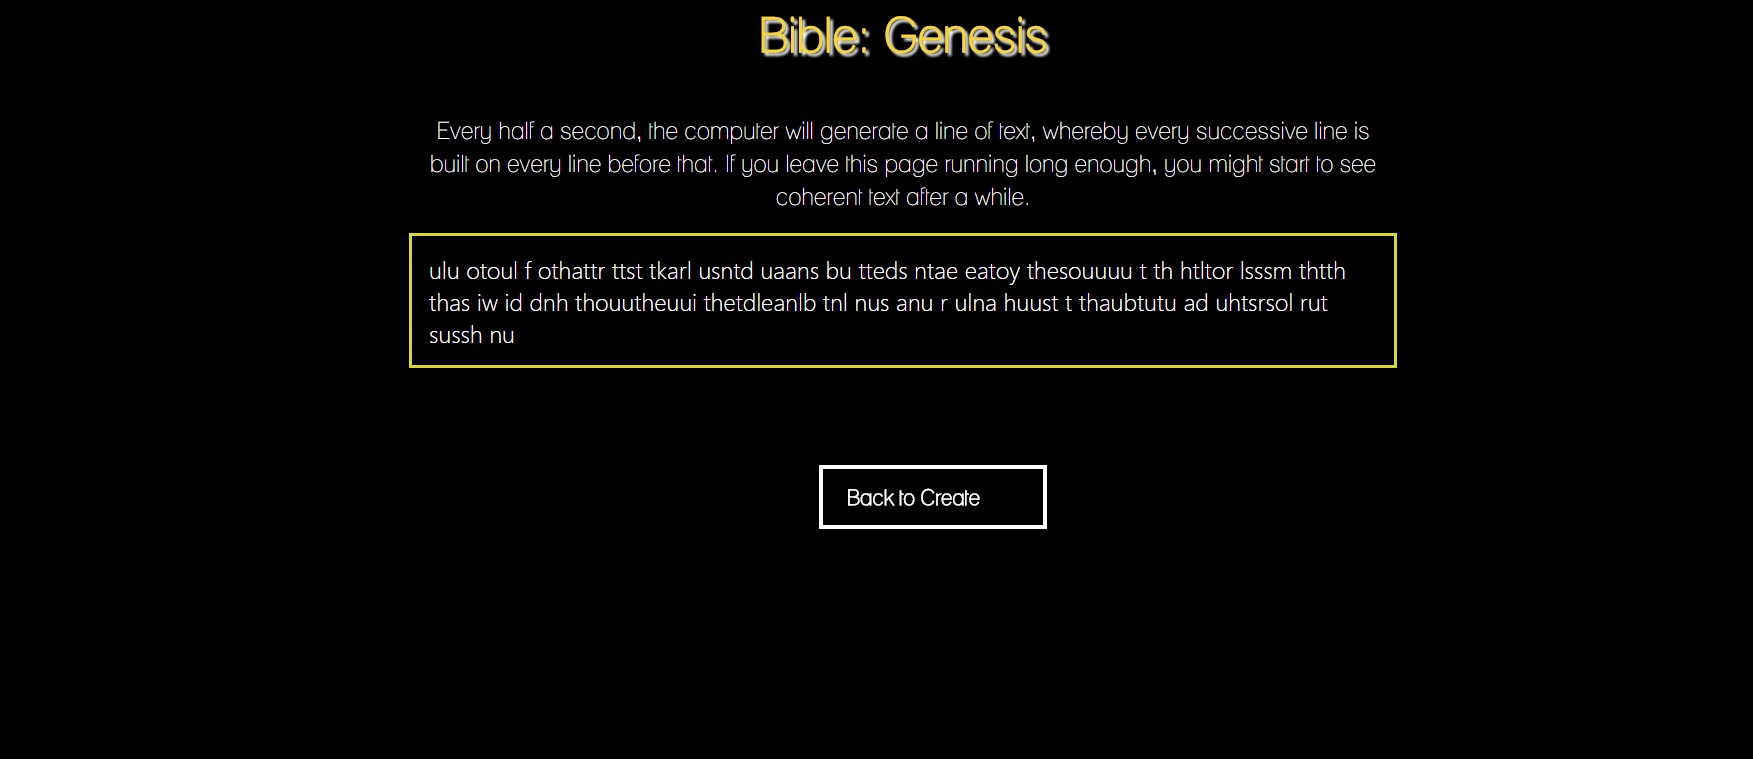 Bible: Genesis
Every half a second, the computer will generate a line of text, whereby every successive line is
built on every line before that. If you leave this page running long enough, you might start to see
coherent text after a while.
ulu otoul f othattr ttst tkarl usntd uaans bu tteds ntae eatoy thesouuuu t th htltor lsssm thtth
thas iw id dnh thouutheuui thetdleanlb tnl nus anu r ulna huust t thaubtutu ad uhtsrsol rut
sussh nu
Back to Create